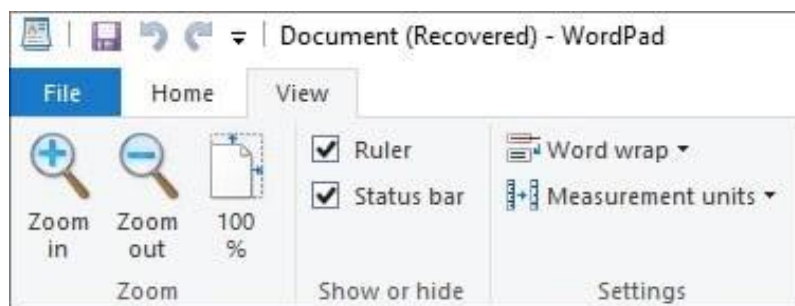 Document (Recovered) - WordPad
File Home View
Ruler Word wrap
Status bar Measurement units
Zoom Zoom 100
in out %
Zoom Show or hide Settings